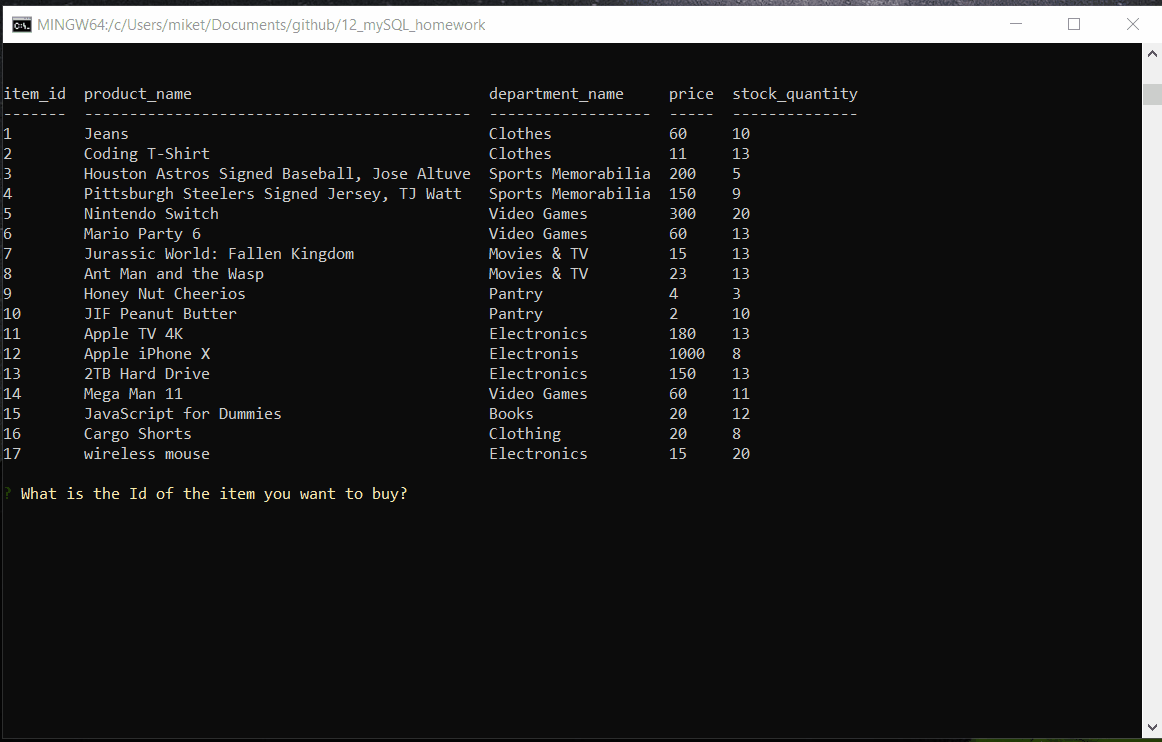 MINGW64:/c/Users/miket/Documents/github/12_mySQL_homework
item_id  product_name                                 department_name     price  stock_quantity
-------  -------------------------------------------  ------------------  -----  --------------
1        Jeans                                        Clothes             60     10
2        Coding T-Shirt                               Clothes             11     13
3        Houston Astros Signed Baseball, Jose Altuve  Sports Memorabilia  200    5
4        Pittsburgh Steelers Signed Jersey, TJ Watt   Sports Memorabilia  150    9
5        Nintendo Switch                              Video Games         300    20
6        Mario Party 6                                Video Games         60     13
7        Jurassic World: Fallen Kingdom               Movies & TV         15     13
8        Ant Man and the Wasp                         Movies & TV         23     13
9        Honey Nut Cheerios                           Pantry              4      3
10       JIF Peanut Butter                            Pantry              2      10
11       Apple TV 4K                                  Electronics         180    13
12       Apple iPhone X                               Electronis          1000   8
13       2TB Hard Drive                               Electronics         150    13
14       Mega Man 11                                  Video Games         60     11
15       JavaScript for Dummies                       Books               20     12
16       Cargo Shorts                                 Clothing            20     8
17       wireless mouse                               Electronics         15     20
? What is the Id of the item you want to buy?